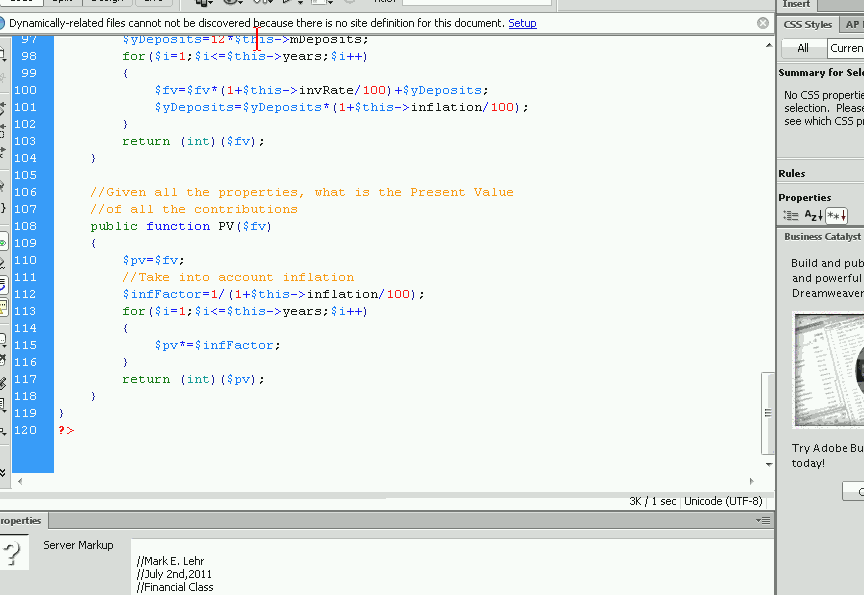 Dynamically-related files cannot not be discovered because there is no site definition for this document. Setup
97 $yDeposits=12*$this->mDeposits;
98 for($i=1;$i<=$this->years;$i++)
99 {
100 $fv=$fv*(1+$this->invRate/100)+$yDeposits;
101 $yDeposits=$yDeposits*(1+$this->inflation/100);
102 }
103 return (int)($fv);
104 }
105
106 //Given all the properties, what is the Present Value
107 //of all the contributions
108 public function PV($fv)
109 {
110 $pv=$fv;
111 //Take into account inflation
112 $infFactor=1/(1+$this->inflation/100);
113 for($i=1;$i<=$this->years;$i++)
114 {
115 $pv*=$infFactor;
116 }
117 return (int)($pv);
118 }
119 }
120 ?>
3K / 1 sec Unicode (UTF-8)
roperties
Server Markup
//Mark E. Lehr
//July 2nd,2011
//Financial Class
Insert
CSS Styles AP
All Curren
Summary for Sele
No CSS propertie
selection. Please
see which CSS pr
Rules
Properties
Business Catalyst
Build and pub
and powerful
Dreamweaver
Try Adobe Bu
today!